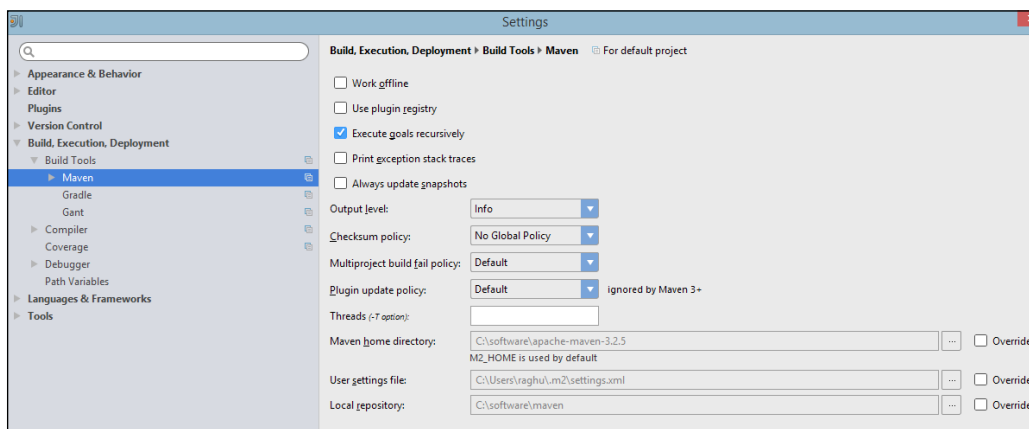 Settings
Appearance & Behavior
Editor
Plugins
Version Control
Build, Execution, Deployment
Build Tools
Maven
Gradle
Gant
Compiler
Coverage
Debugger
Path Variables
Languages & Frameworks
Tools
Build, Execution, Deployment Build Tools Maven For default project
Work offline
Use plugin registry
Execute goals recursively
Print exception stack traces
Always update snapshots
Output level: Info
Checksum policy: No Global Policy
Multiproject build fail policy: Default
Plugin update policy: Default ignored by Maven 3+
Threads (-T option):
Maven home directory: C:\software\apache-maven-3.2.5 ... Override
M2_HOME is used by default
User settings file: C:\Users\raghu\.m2\settings.xml ... Override
Local repository: C:\software\maven ... Override